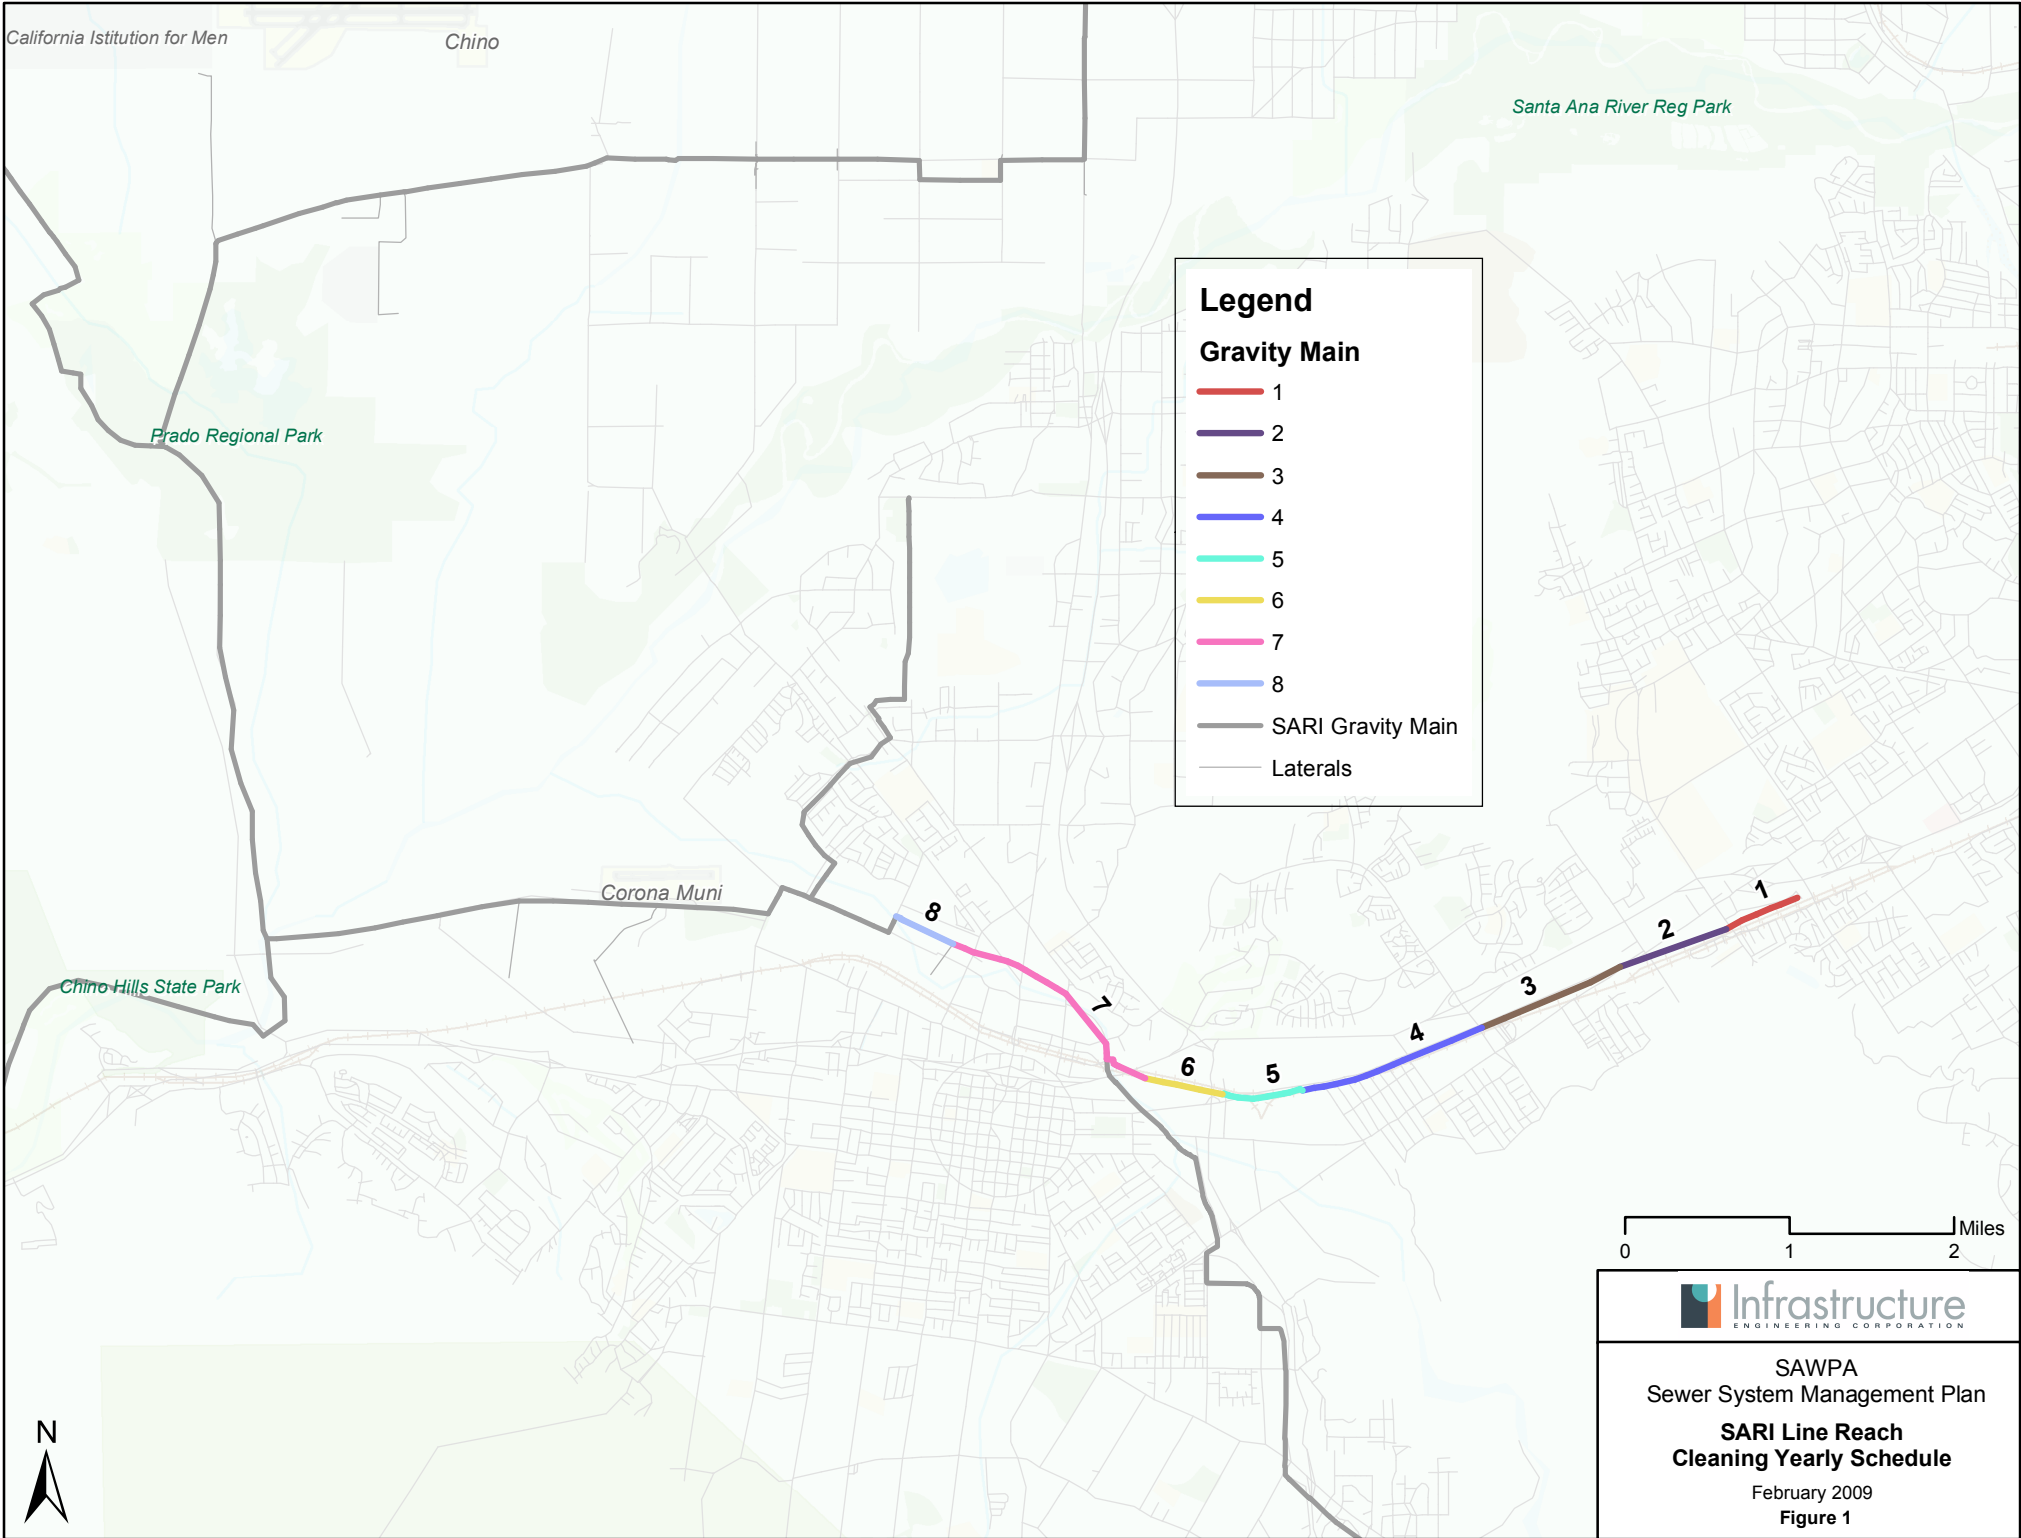 California Istitution for Men
Chino
Santa Ana River Reg Park
Legend
Gravity Main
1
2
3
4
5
6
7
8
SARI Gravity Main
Laterals
Prado Regional Park
Corona Muni
Chino Hills State Park
8
7
6
5
4
3
2
1
Miles
0 1 2
Infrastructure
ENGINEERING CORPORATION
SAWPA
Sewer System Management Plan
SARI Line Reach
Cleaning Yearly Schedule
February 2009
Figure 1
N